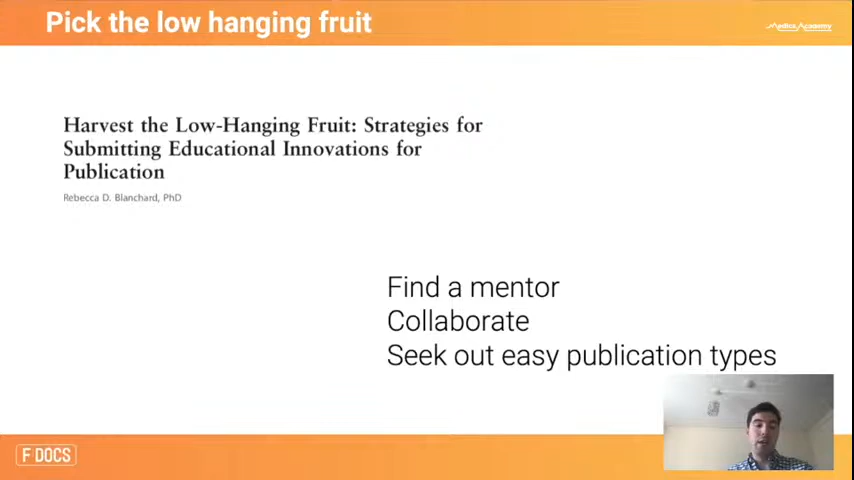 Pick the low hanging fruit
Medics.Academy
Harvest the Low-Hanging Fruit: Strategies for
Submitting Educational Innovations for
Publication
Rebecca D. Blanchard, PhD
Find a mentor
Collaborate
Seek out easy publication types
F DOCS